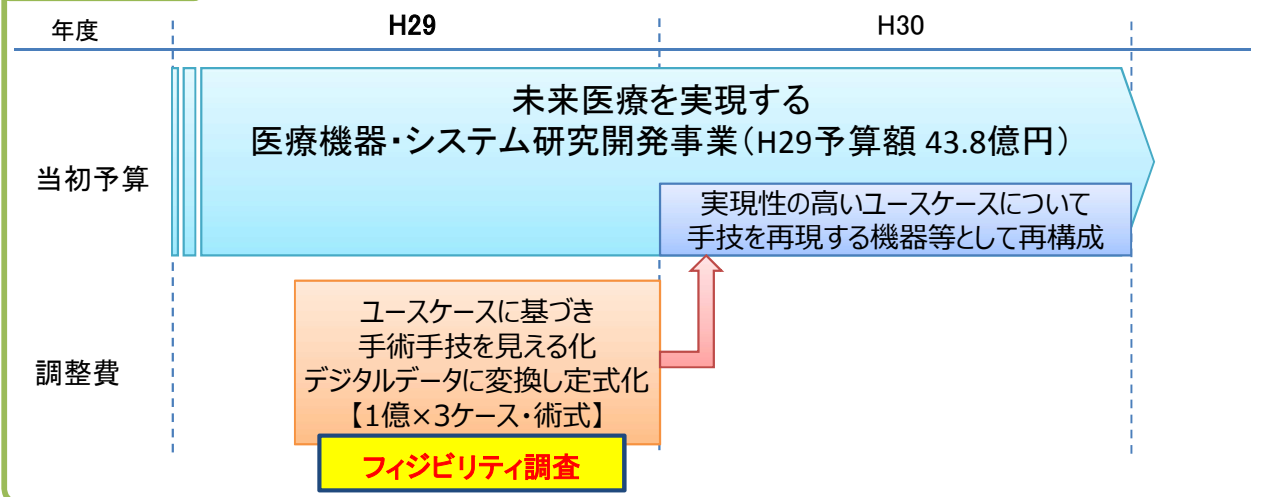 年度
H29
H30
未来医療を実現する
医療機器・システム研究開発事業（H29予算額 43.8億円）
当初予算
実現性の高いユースケースについて
手技を再現する機器等として再構成
ユースケースに基づき
手術手技を見える化
デジタルデータに変換し定式化
【1億×3ケース・術式】
調整費
フィジビリティ調査